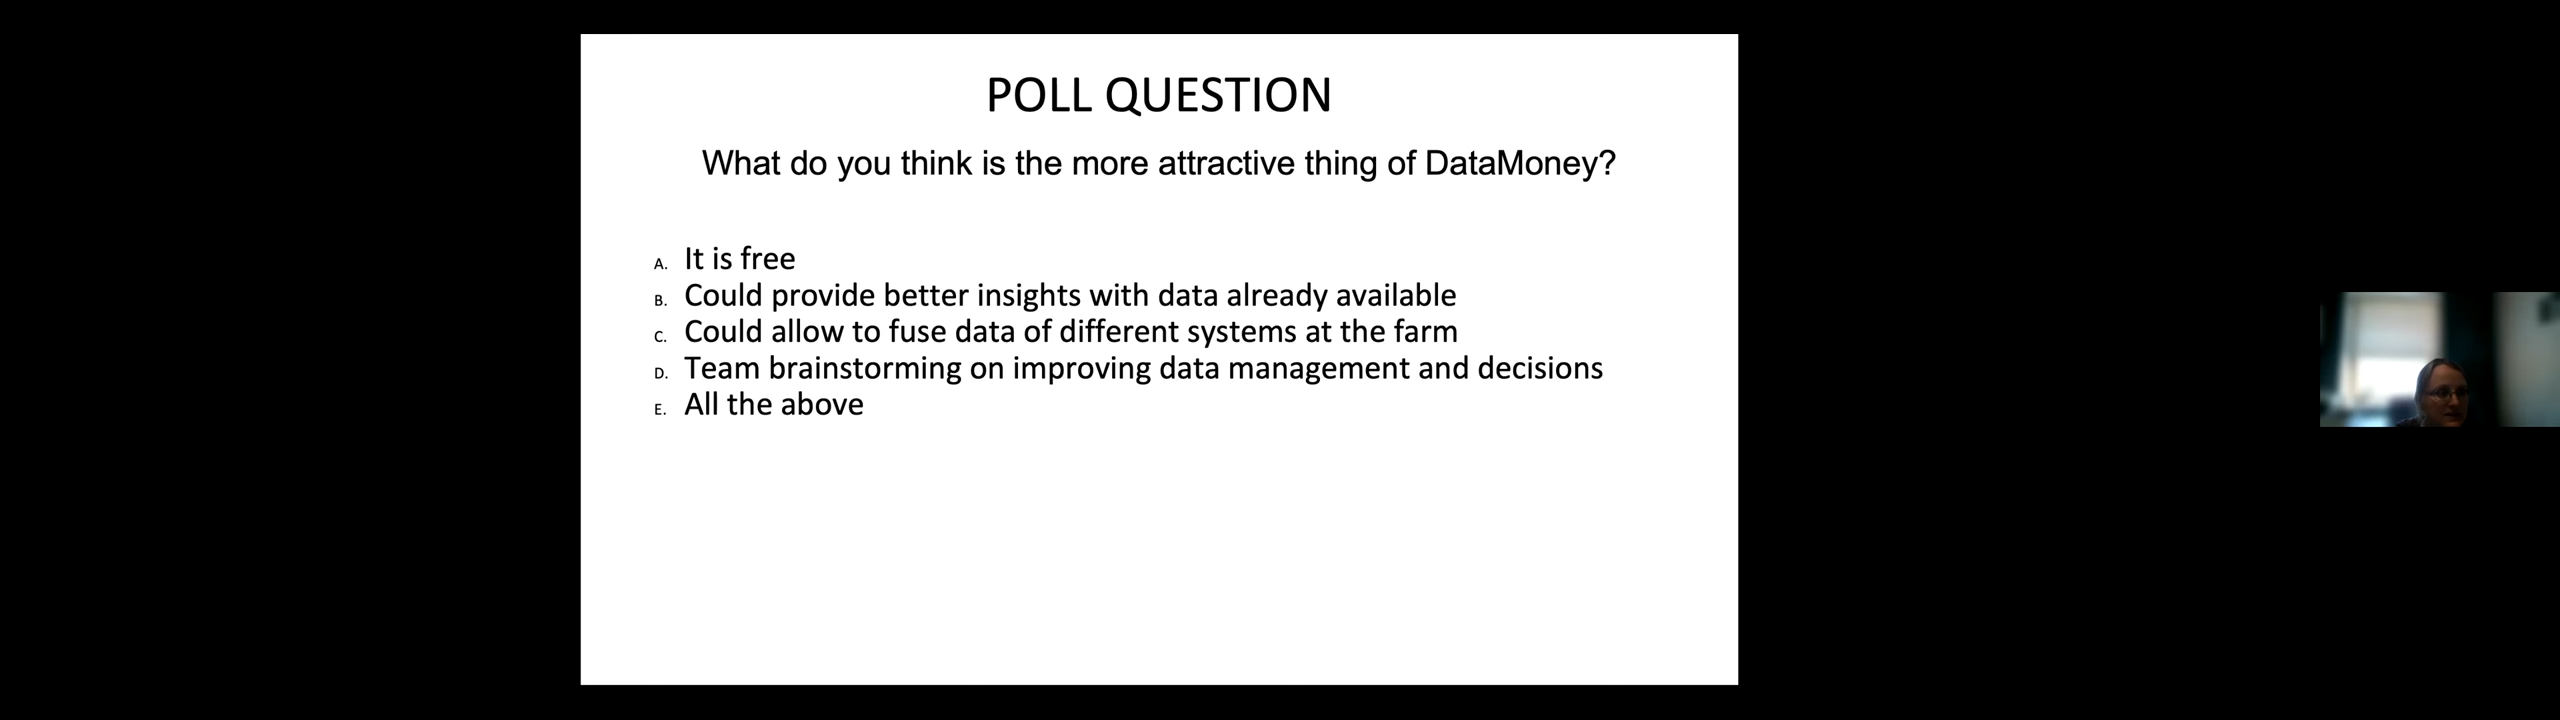 POLL QUESTION
What do you think is the more attractive thing of DataMoney?
A. It is free
B. Could provide better insights with data already available
C. Could allow to fuse data of different systems at the farm
D. Team brainstorming on improving data management and decisions
E. All the above